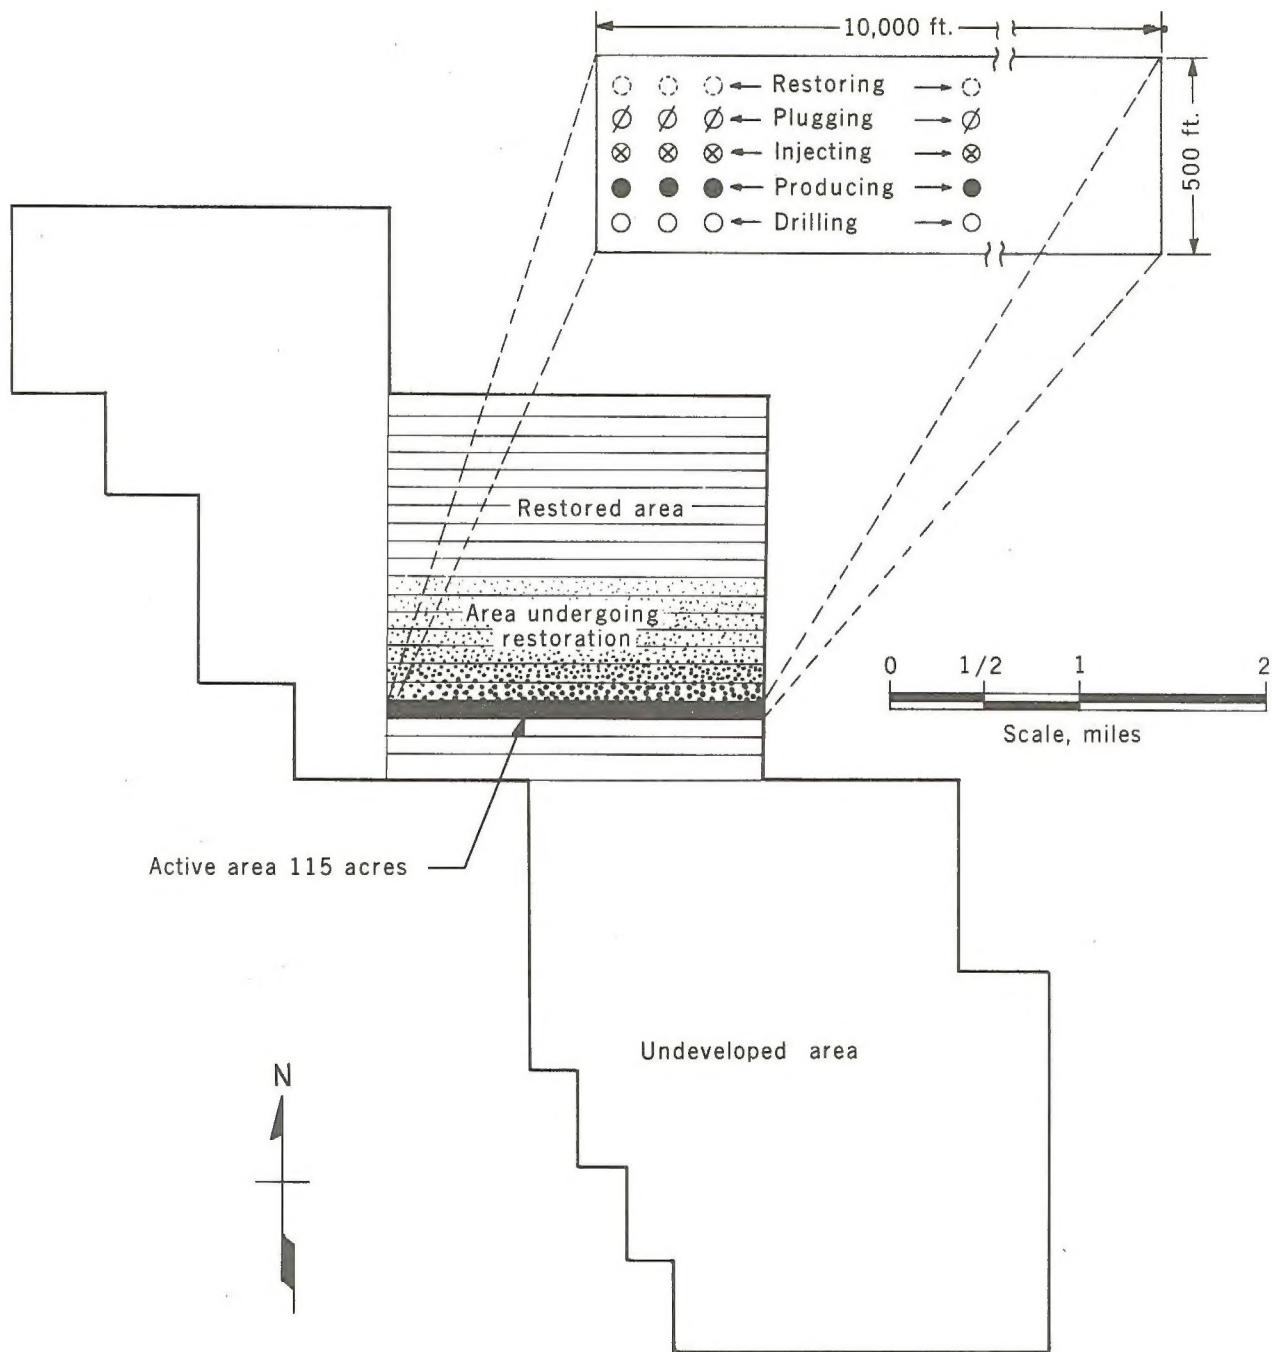 10,000 ft.
Restoring
Plugging
Injecting
Producing
Drilling
500 ft.
Restored area
Area undergoing
restoration
0 1/2 1 2
Scale, miles
Active area 115 acres
Undeveloped area
N